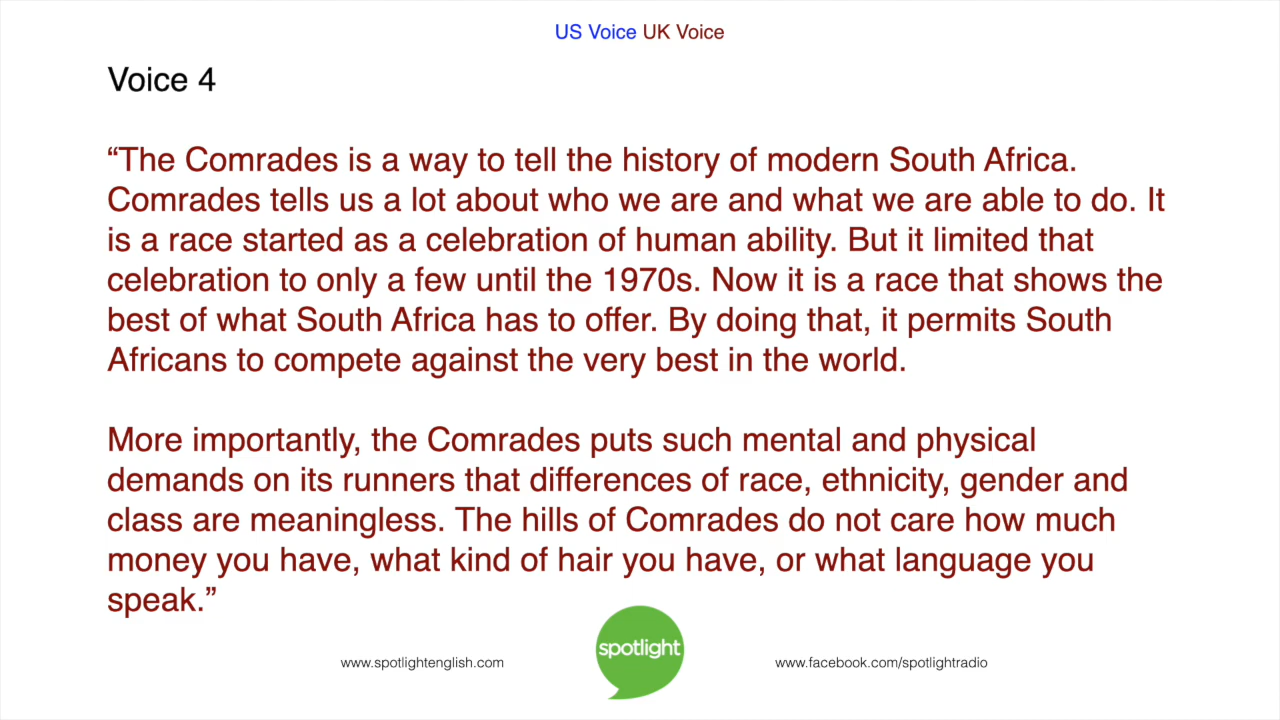 US Voice UK Voice
Voice 4
“The Comrades is a way to tell the history of modern South Africa.
Comrades tells us a lot about who we are and what we are able to do. It
is a race started as a celebration of human ability. But it limited that
celebration to only a few until the 1970s. Now it is a race that shows the
best of what South Africa has to offer. By doing that, it permits South
Africans to compete against the very best in the world.
More importantly, the Comrades puts such mental and physical
demands on its runners that differences of race, ethnicity, gender and
class are meaningless. The hills of Comrades do not care how much
money you have, what kind of hair you have, or what language you
speak.”
www.spotlightenglish.com
spotlight
www.facebook.com/spotlightradio